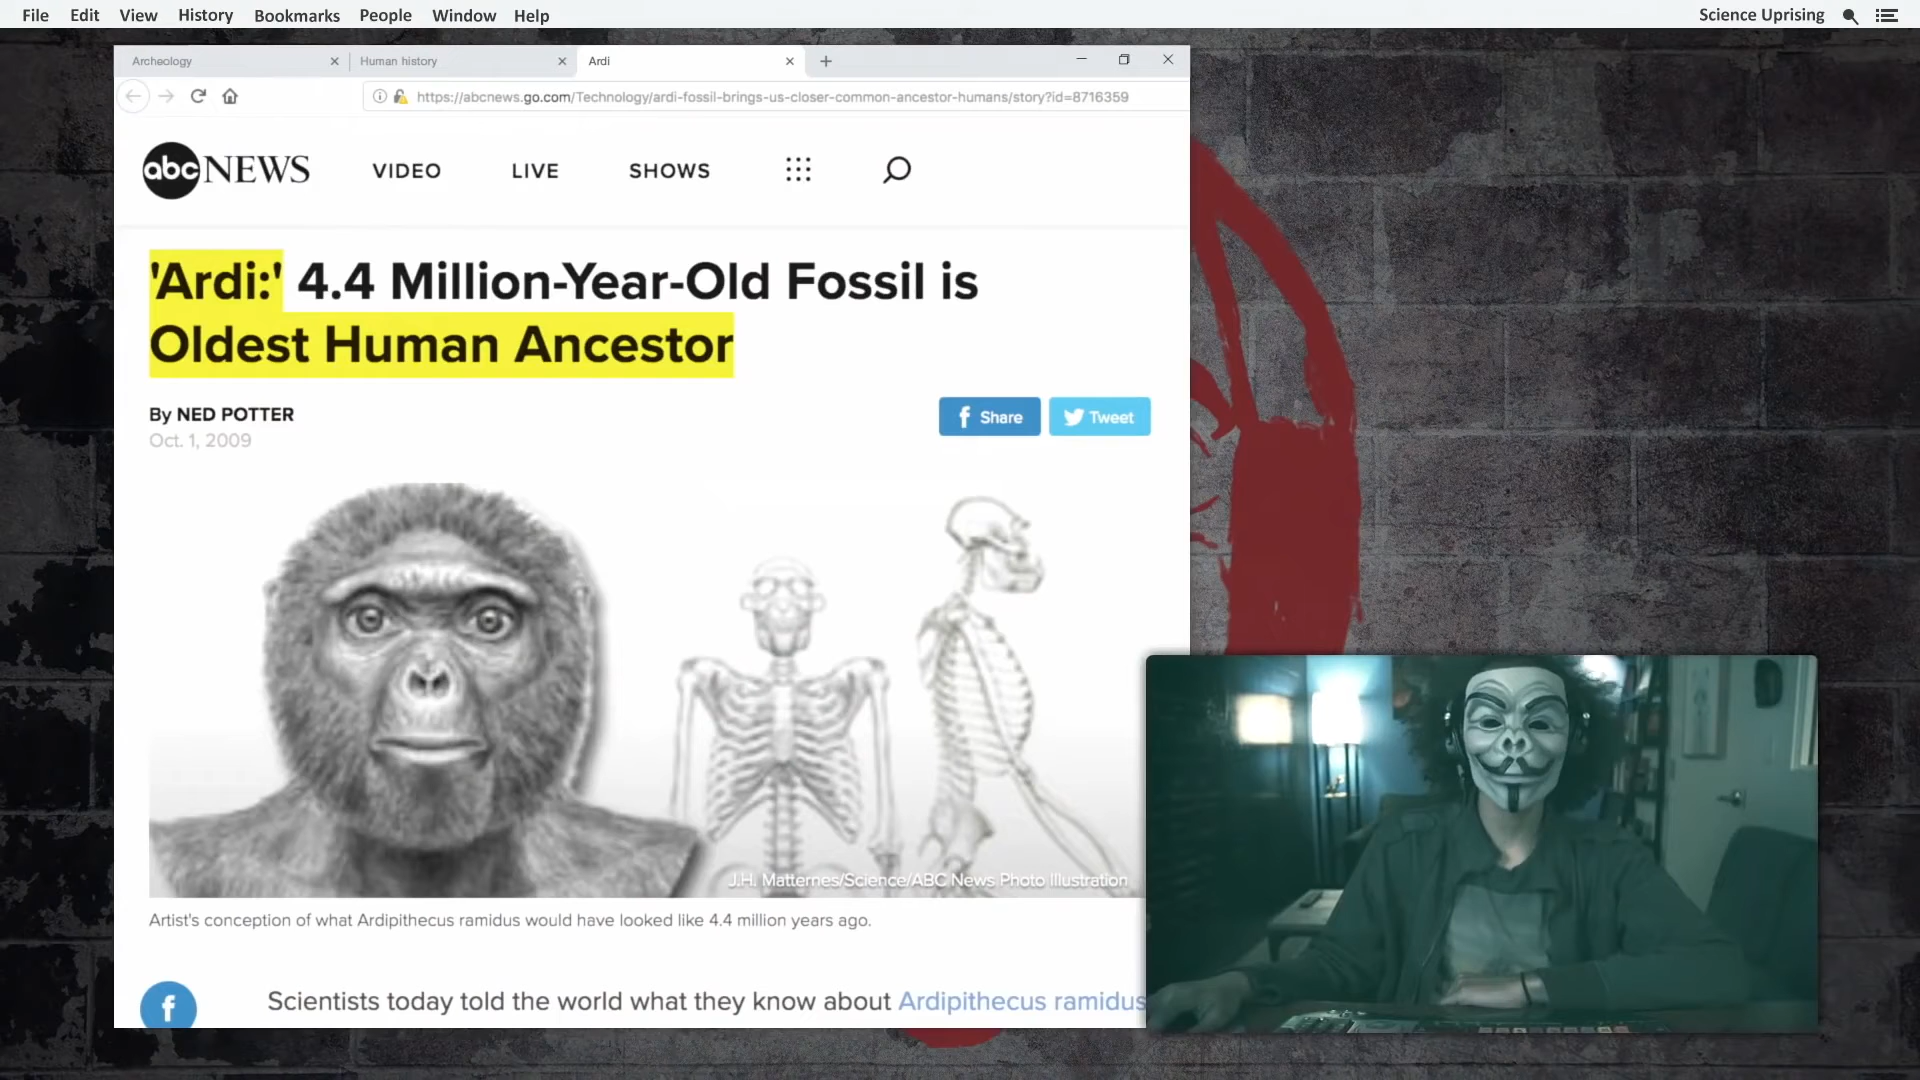 File Edit View History Bookmarks People Window Help
Science Uprising
Archeology
Human history
Ardi
https://abcnews.go.com/Technology/ardi-fossil-brings-us-closer-common-ancestor-humans/story?id=8716359
abc NEWS
VIDEO LIVE SHOWS
'Ardi:' 4.4 Million-Year-Old Fossil is
Oldest Human Ancestor
By NED POTTER
Oct. 1, 2009
f Share
Tweet
J.H. Matternes/Science/ABC News Photo Illustration
Artist's conception of what Ardipithecus ramidus would have looked like 4.4 million years ago.
f
Scientists today told the world what they know about Ardipithecus ramidus